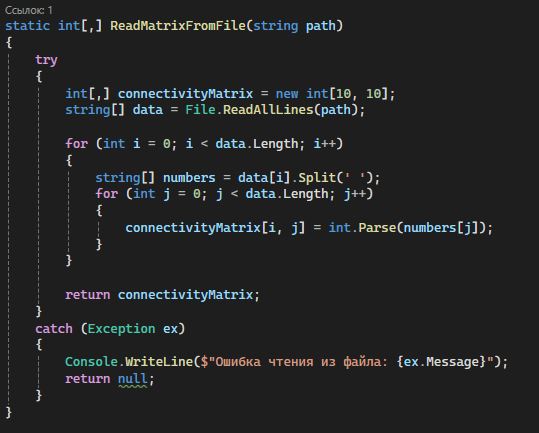 Ссылок: 1
static int[,] ReadMatrixFromFile(string path)
{
    try
    {
        int[,] connectivityMatrix = new int[10, 10];
        string[] data = File.ReadAllLines(path);

        for (int i = 0; i < data.Length; i++)
        {
            string[] numbers = data[i].Split(' ');
            for (int j = 0; j < data.Length; j++)
            {
                connectivityMatrix[i, j] = int.Parse(numbers[j]);
            }
        }

        return connectivityMatrix;
    }
    catch (Exception ex)
    {
        Console.WriteLine($"Ошибка чтения из файла: {ex.Message}");
        return null;
    }
}